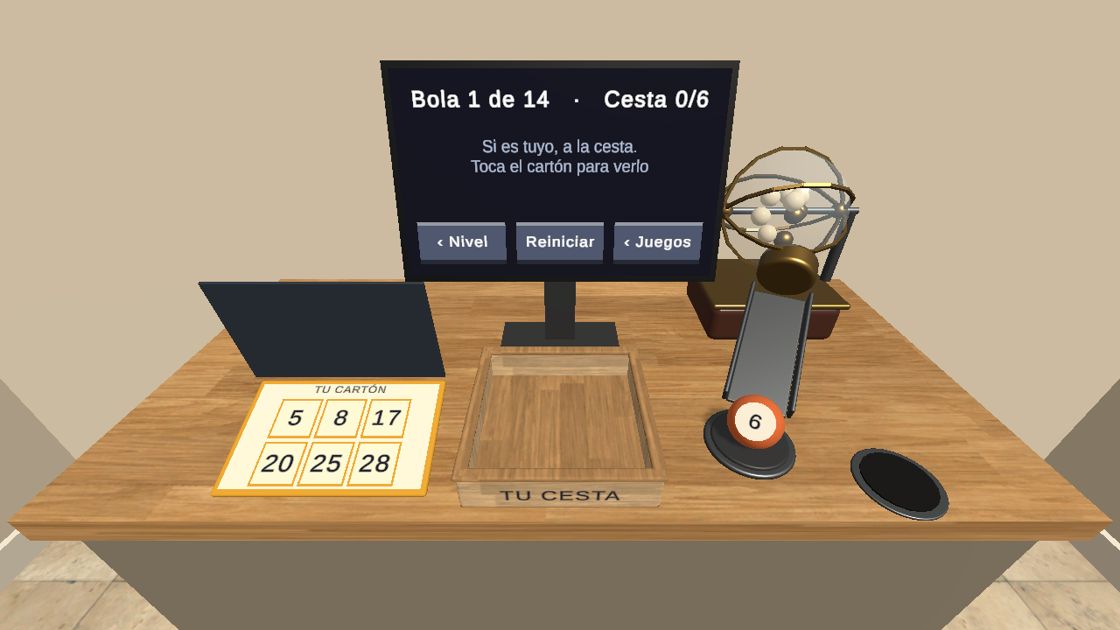 Bola 1 de 14 · Cesta 0/6
Si es tuyo, a la cesta.
Toca el cartón para verlo
‹ Nivel Reiniciar ‹ Juegos
TU CARTÓN
5 8 17
20 25 28
TU CESTA
6